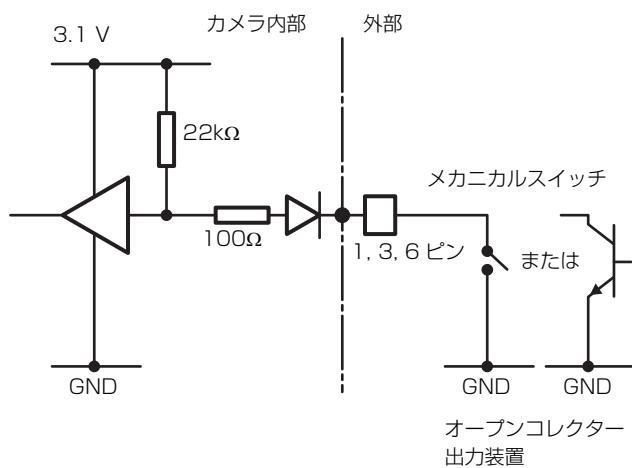 カメラ内部
外部
3.1 V
22kΩ
メカニカルスイッチ
100Ω
1, 3, 6 ピン
または
GND
GND
GND
オープンコレクター
出力装置